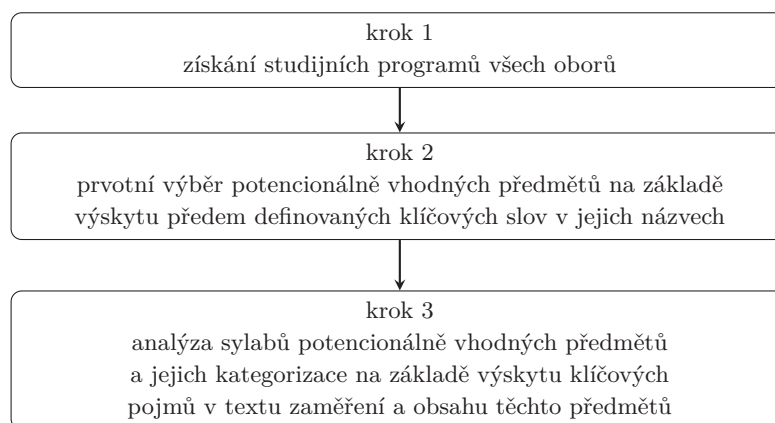 krok 1
získání studijních programů všech oborů
krok 2
prvotní výběr potencionálně vhodných předmětů na základě
výskytu předem definovaných klíčových slov v jejich názvech
krok 3
analýza sylabů potencionálně vhodných předmětů
a jejich kategorizace na základě výskytu klíčových
pojmů v textu zaměření a obsahu těchto předmětů